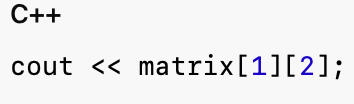 C++
cout << matrix[1][2];